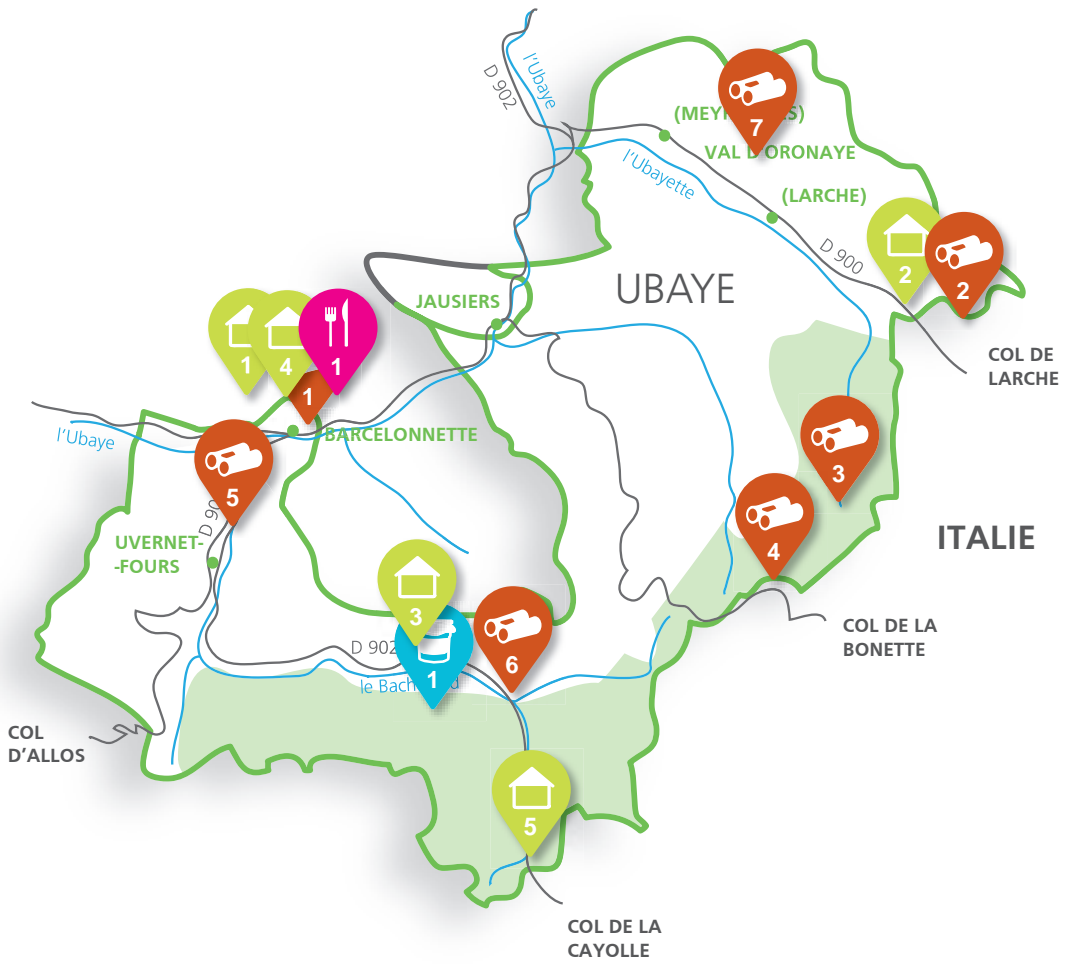 l'Ubaye
D 902
7
(MEY
S)
VAL D'ORONAYE
l'Ubayette
(LARCHE)
D 900
2
2
UBAYE
JAUSIERS
COL DE
LARCHE
1
4
1
1
l'Ubaye
BARCELONNETTE
5
3
4
ITALIE
D 90
UVERNET-
-FOURS
3
6
D 902
1
le Bach
d
COL DE LA
BONETTE
COL
D'ALLOS
5
COL DE LA
CAYOLLE